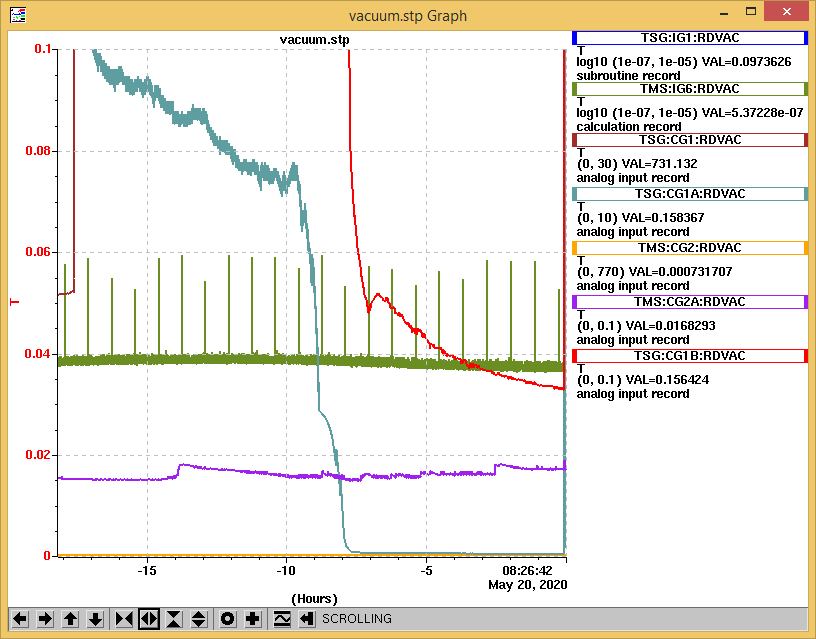 vacuum.stp Graph
vacuum.stp
0.1
0.08
0.06
T
0.04
0.02
0
-15
-10
-5
08:26:42
May 20, 2020
(Hours)
TSG:IG1:RDVAC
T
log10 (1e-07, 1e-05) VAL=0.0973626
subroutine record
TMS:IG6:RDVAC
T
log10 (1e-07, 1e-05) VAL=5.37228e-07
calculation record
TSG:CG1:RDVAC
T
(0, 30) VAL=731.132
analog input record
TSG:CG1A:RDVAC
T
(0, 10) VAL=0.158367
analog input record
TMS:CG2:RDVAC
T
(0, 770) VAL=0.000731707
analog input record
TMS:CG2A:RDVAC
T
(0, 0.1) VAL=0.0168293
analog input record
TSG:CG1B:RDVAC
T
(0, 0.1) VAL=0.156424
analog input record
SCROLLING